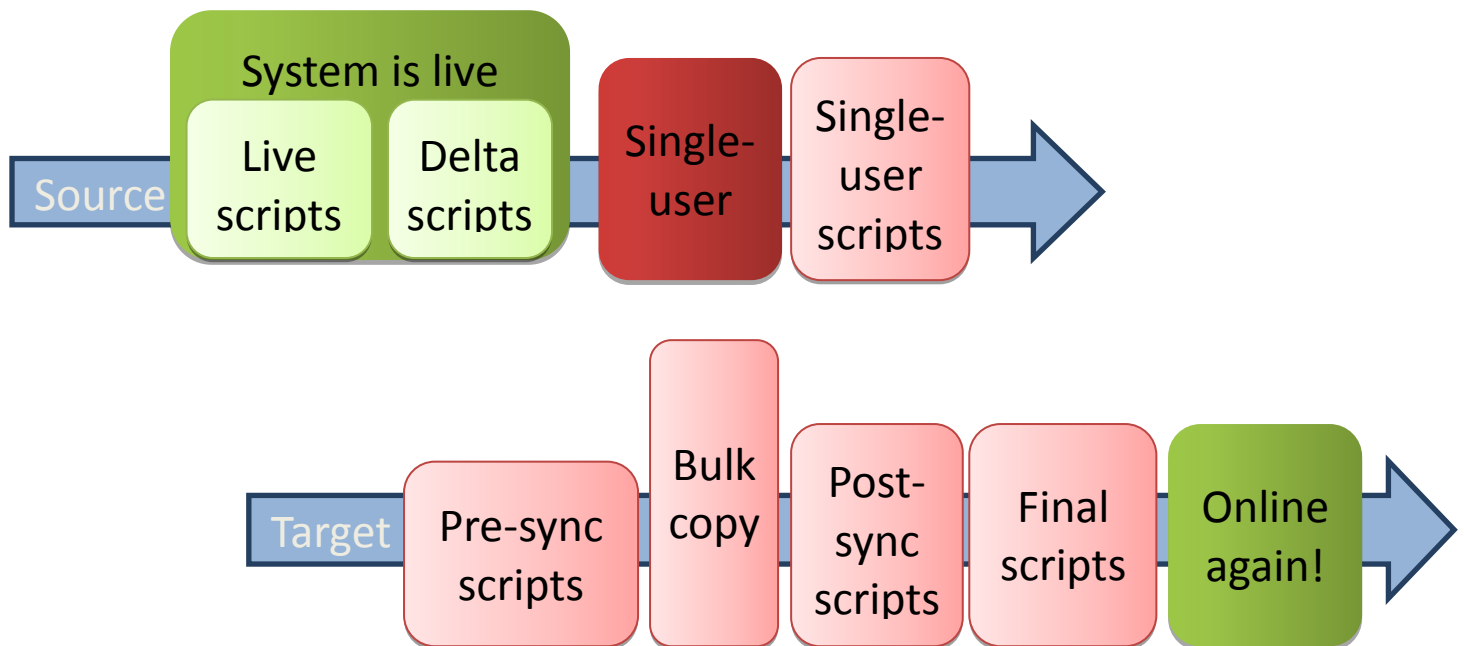 System is live
Source
Live
scripts
Delta
scripts
Single-
user
Single-
user
scripts
Target
Pre-sync
scripts
Bulk
copy
Post-
sync
scripts
Final
scripts
Online
again!